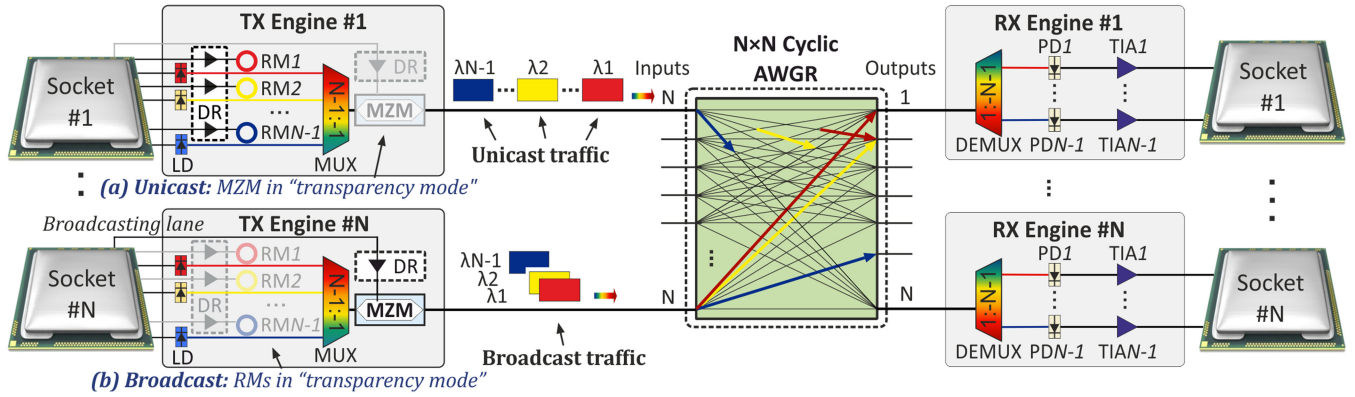 TX Engine #1
Socket
#1
DR
RM1
RM2
...
RMN-1
LD
N-1:1
MUX
DR
MZM
(a) Unicast: MZM in “transparency mode"
λN-1
λ2
λ1
Unicast traffic
Inputs
N
N×N Cyclic
AWGR
Outputs
1
RX Engine #1
1:-N-1
DEMUX
PD1
TIA1
PDN-1
TIAN-1
Socket
#1
Broadcasting lane
TX Engine #N
Socket
#N
DR
RM1
RM2
...
RMN-1
LD
N-1:-1
MUX
DR
MZM
(b) Broadcast: RMs in “transparency mode”
λN-1
λ2
λ1
Broadcast traffic
N
N
RX Engine #N
1:-N-1
DEMUX
PD1
TIA1
PDN-1
TIAN-1
Socket
#N